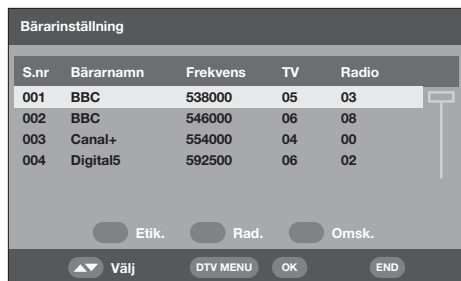 Bärarinställning
S.nr Bärarnamn Frekvens TV Radio
001 BBC 538000 05 03
002 BBC 546000 06 08
003 Canal+ 554000 04 00
004 Digital5 592500 06 02
Etik. Rad. Omsk.
Välj DTV MENU OK END